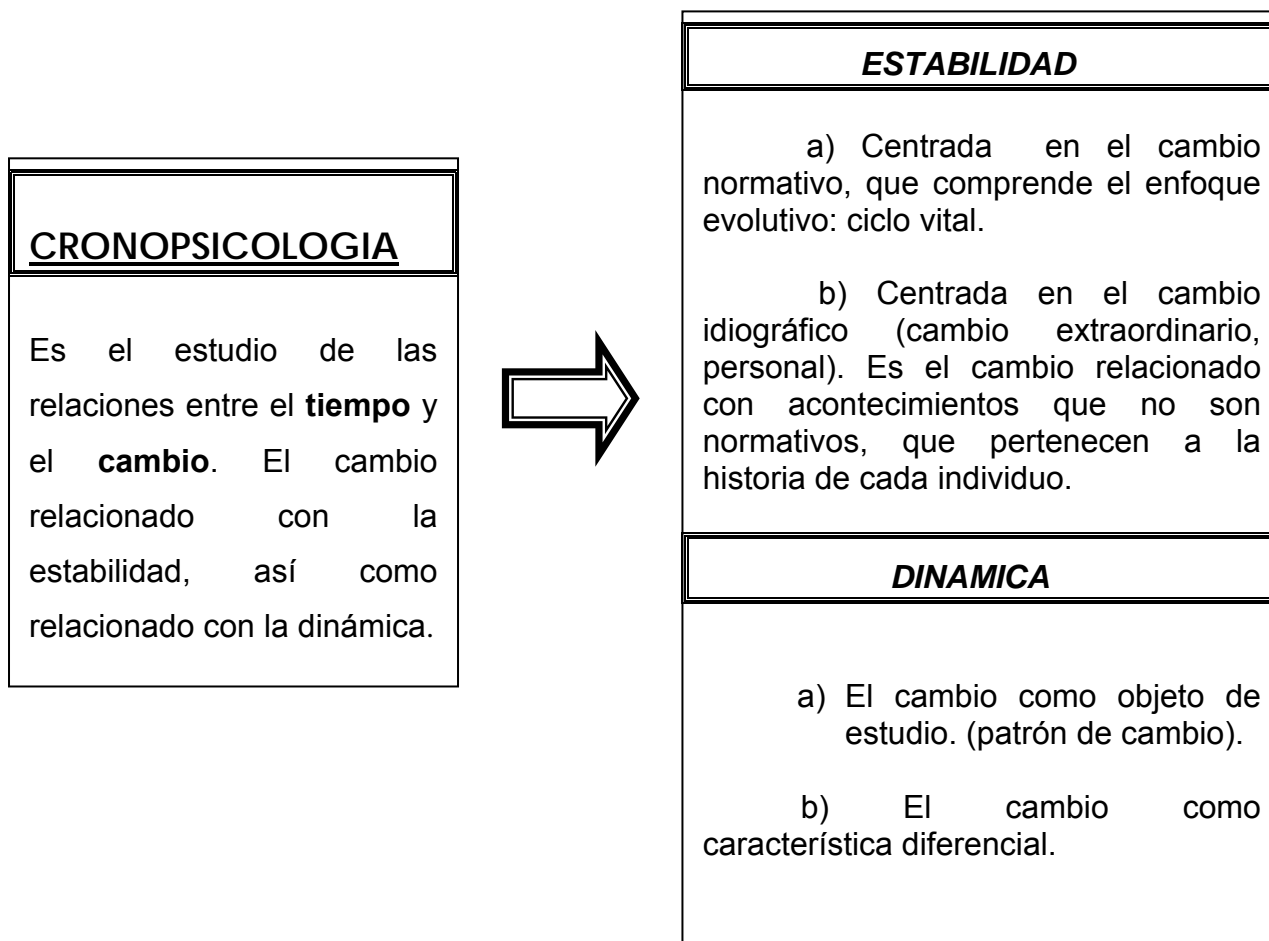 CRONOPSICOLOGIA
Es el estudio de las
relaciones entre el tiempo y
el cambio. El cambio
relacionado con la
estabilidad, así como
relacionado con la dinámica.
ESTABILIDAD
a) Centrada en el cambio
normativo, que comprende el enfoque
evolutivo: ciclo vital.
b) Centrada en el cambio
idiográfico (cambio extraordinario,
personal). Es el cambio relacionado
con acontecimientos que no son
normativos, que pertenecen a la
historia de cada individuo.
DINAMICA
a) El cambio como objeto de
estudio. (patrón de cambio).
b) El cambio como
característica diferencial.